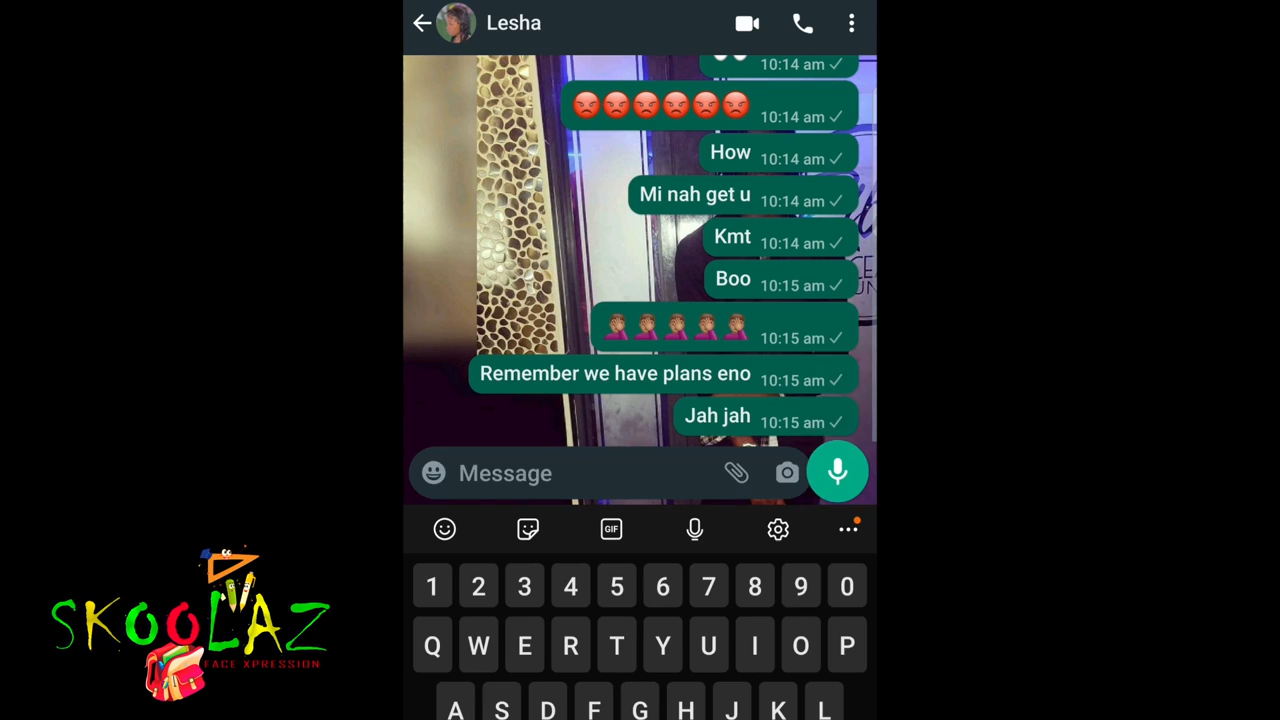 Lesha
10:14 am
😡😡😡😡😡😡 10:14 am
How 10:14 am
Mi nah get u 10:14 am
Kmt 10:14 am
Boo 10:15 am
🤦🏽🤦🏽🤦🏽🤦🏽🤦🏽 10:15 am
Remember we have plans eno 10:15 am
Jah jah 10:15 am
Message
GIF
1 2 3 4 5 6 7 8 9 0
Q W E R T Y U I O P
A S D F G H J K L
SKOOLAZ
FACE XPRESSION